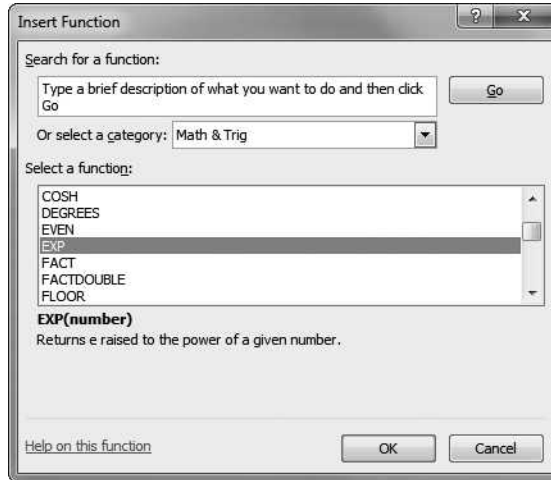 Insert Function
? X
Search for a function:
Type a brief description of what you want to do and then click
Go
Go
Or select a category: Math & Trig
Select a function:
COSH
DEGREES
EVEN
EXP
FACT
FACTDOUBLE
FLOOR
EXP(number)
Returns e raised to the power of a given number.
Help on this function
OK
Cancel